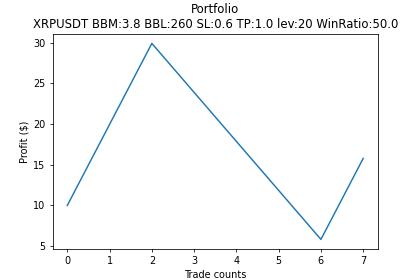 Portfolio
XRPUSDT BBM:3.8 BBL:260 SL:0.6 TP:1.0 lev:20 WinRatio:50.0
30
25
20
15
10
5
Profit ($)
0 1 2 3 4 5 6 7
Trade counts